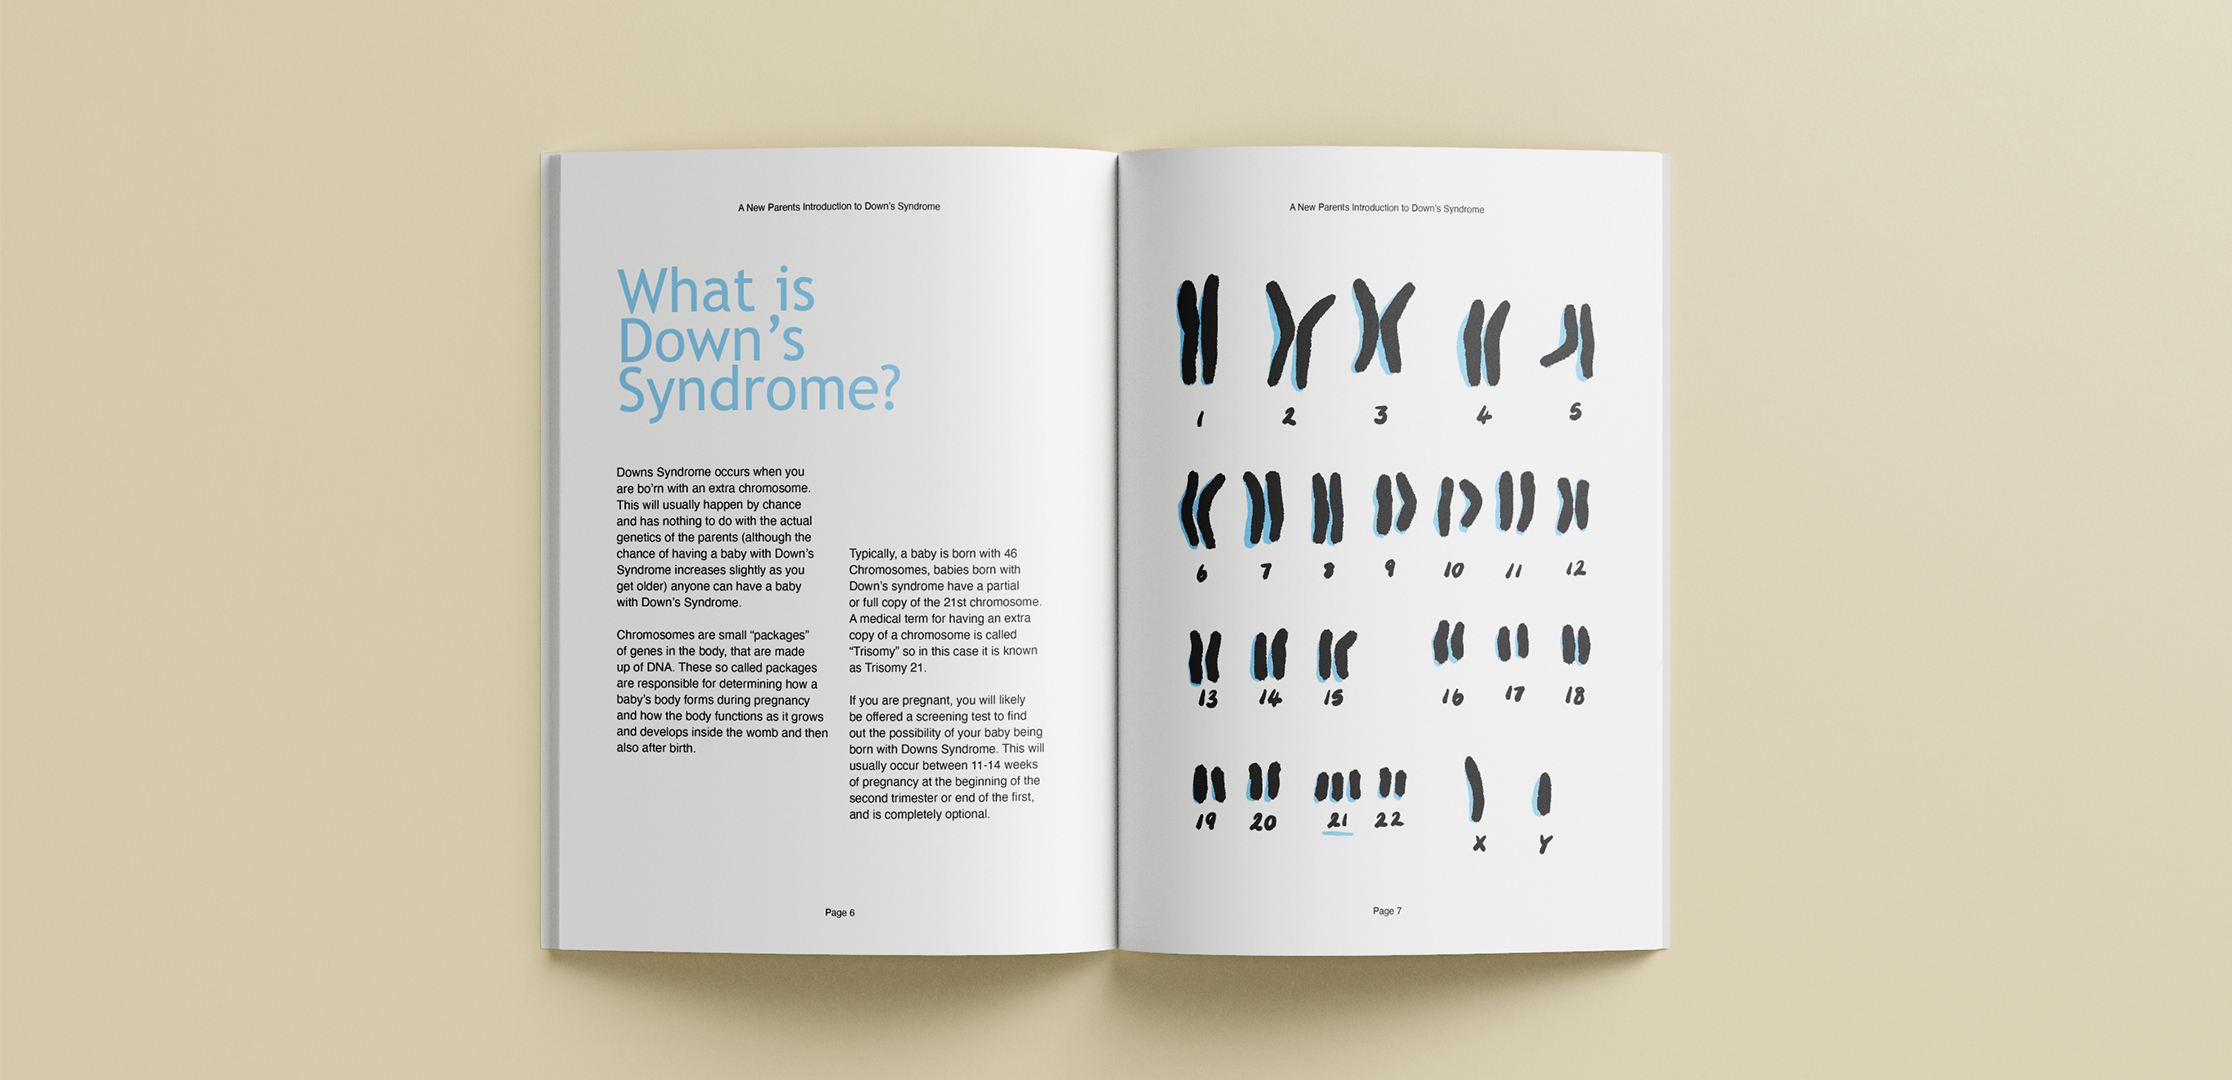 A New Parents Introduction to Down's Syndrome
What is
Down's
Syndrome?
Downs Syndrome occurs when you
are bo'rn with an extra chromosome.
This will usually happen by chance
and has nothing to do with the actual
genetics of the parents (although the
chance of having a baby with Down's
Syndrome increases slightly as you
get older) anyone can have a baby
with Down's Syndrome.
Chromosomes are small “packages”
of genes in the body, that are made
up of DNA. These so called packages
are responsible for determining how a
baby's body forms during pregnancy
and how the body functions as it grows
and develops inside the womb and then
also after birth.
Typically, a baby is born with 46
Chromosomes, babies born with
Down's syndrome have a partial
or full copy of the 21st chromosome.
A medical term for having an extra
copy of a chromosome is called
“Trisomy” so in this case it is known
as Trisomy 21.
If you are pregnant, you will likely
be offered a screening test to find
out the possibility of your baby being
born with Downs Syndrome. This will
usually occur between 11-14 weeks
of pregnancy at the beginning of the
second trimester or end of the first,
and is completely optional.
Page 6
A New Parents Introduction to Down's Syndrome
1 2 3 4 5
6 7 8 9 10 11 12
13 14 15 16 17 18
19 20 21 22 X Y
Page 7